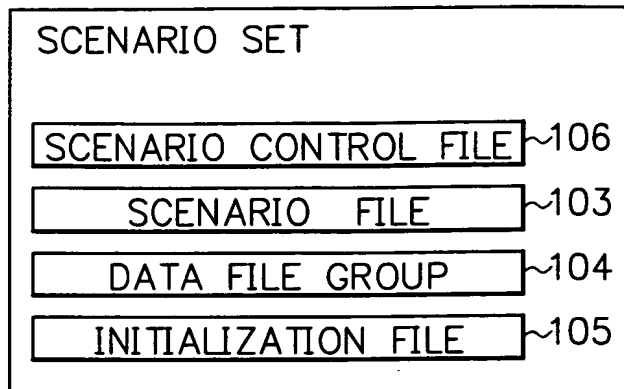 SCENARIO SET
SCENARIO CONTROL FILE ~106
SCENARIO FILE ~103
DATA FILE GROUP ~104
INITIALIZATION FILE ~105